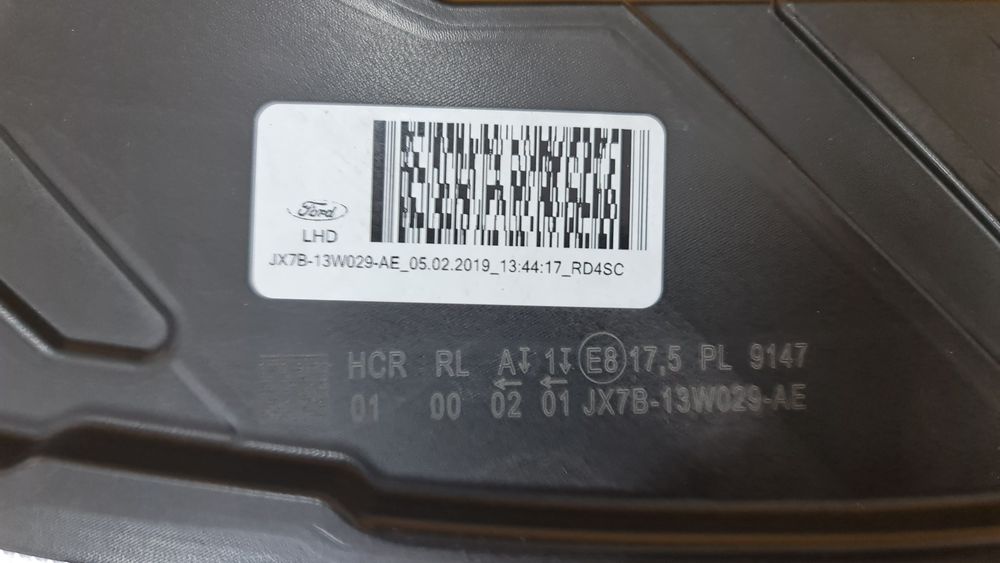 Ford
LHD
JX7B-13W029-AE_05.02.2019_13:44:17_RD4SC
HCR RL A↧ 1↧ E8 17,5 PL 9147
← ←
01 00 02 01 JX7B-13W029-AE